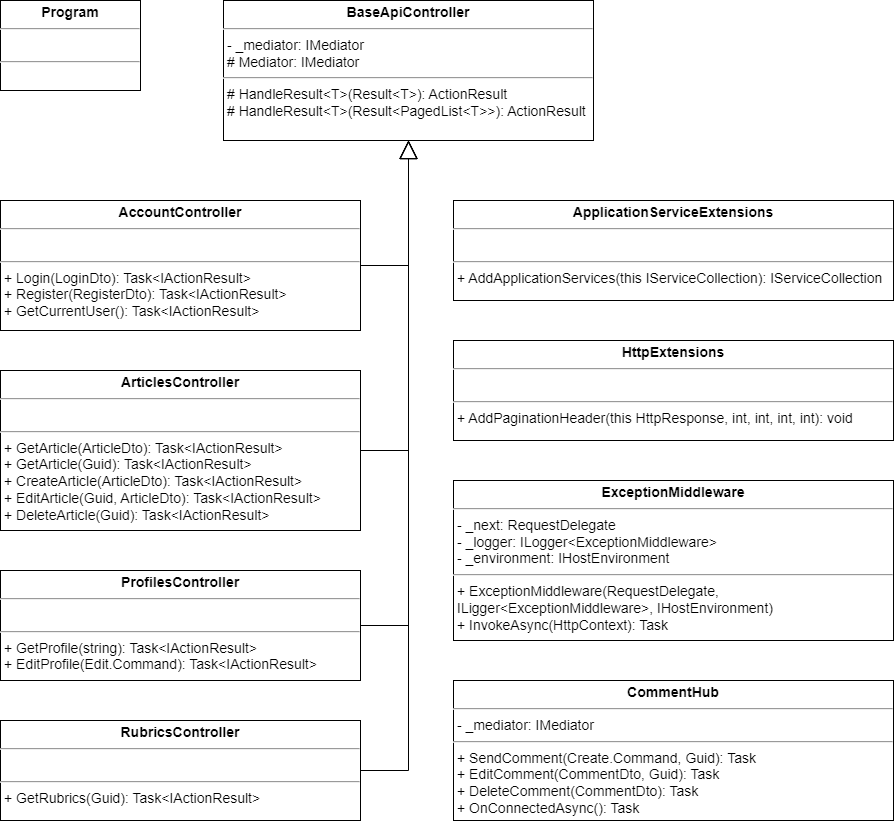 Program
BaseApiController
- _mediator: IMediator
# Mediator: IMediator
# HandleResult<T>(Result<T>): ActionResult
# HandleResult<T>(Result<PagedList<T>>): ActionResult
AccountController
+ Login(LoginDto): Task<IActionResult>
+ Register(RegisterDto): Task<IActionResult>
+ GetCurrentUser(): Task<IActionResult>
ArticlesController
+ GetArticle(ArticleDto): Task<IActionResult>
+ GetArticle(Guid): Task<IActionResult>
+ CreateArticle(ArticleDto): Task<IActionResult>
+ EditArticle(Guid, ArticleDto): Task<IActionResult>
+ DeleteArticle(Guid): Task<IActionResult>
ProfilesController
+ GetProfile(string): Task<IActionResult>
+ EditProfile(Edit.Command): Task<IActionResult>
RubricsController
+ GetRubrics(Guid): Task<IActionResult>
ApplicationServiceExtensions
+ AddApplicationServices(this IServiceCollection): IServiceCollection
HttpExtensions
+ AddPaginationHeader(this HttpResponse, int, int, int, int): void
ExceptionMiddleware
- _next: RequestDelegate
- _logger: ILogger<ExceptionMiddleware>
- _environment: IHostEnvironment
+ ExceptionMiddleware(RequestDelegate,
ILigger<ExceptionMiddleware>, IHostEnvironment)
+ InvokeAsync(HttpContext): Task
CommentHub
- _mediator: IMediator
+ SendComment(Create.Command, Guid): Task
+ EditComment(CommentDto, Guid): Task
+ DeleteComment(CommentDto): Task
+ OnConnectedAsync(): Task